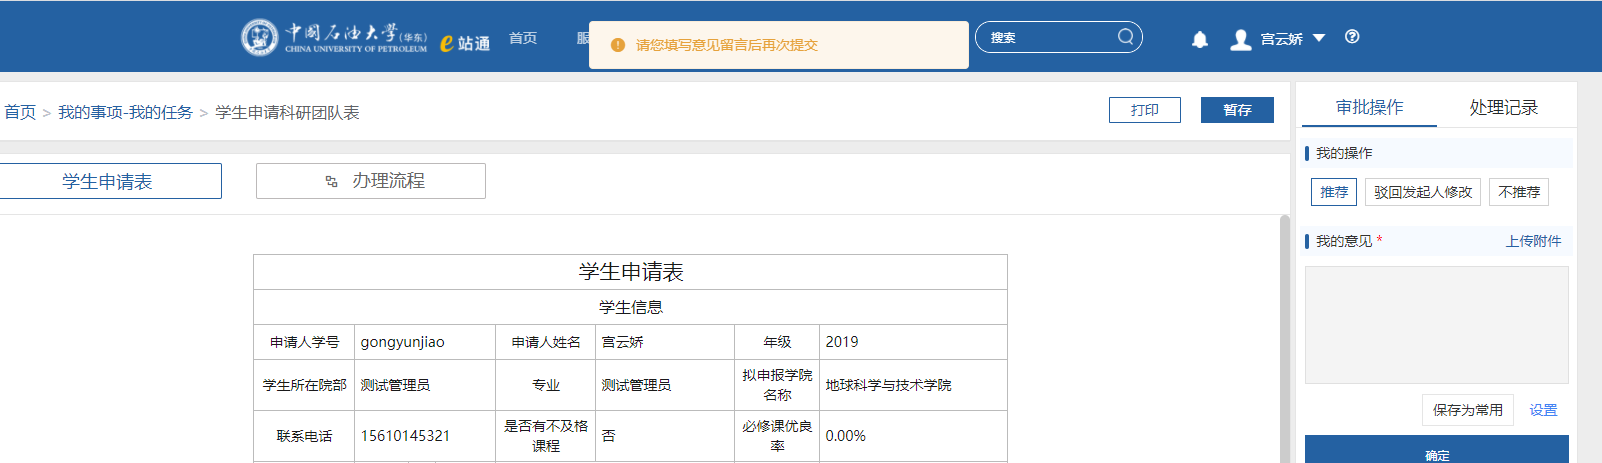 中国石油大学(华东)
CHINA UNIVERSITY OF PETROLEUM
e站通
首页
服
请您填写意见留言后再次提交
搜索
宫云娇
首页 > 我的事项-我的任务 > 学生申请科研团队表
打印
暂存
学生申请表
办理流程
学生申请表
学生信息
申请人学号 gongyunjiao 申请人姓名 宫云娇 年级 2019
学生所在院部 测试管理员 专业 测试管理员 拟申报学院名称 地球科学与技术学院
联系电话 15610145321 是否有不及格课程 否 必修课优良率 0.00%
审批操作 处理记录
我的操作
推荐 驳回发起人修改 不推荐
我的意见 * 上传附件
保存为常用 设置
确定